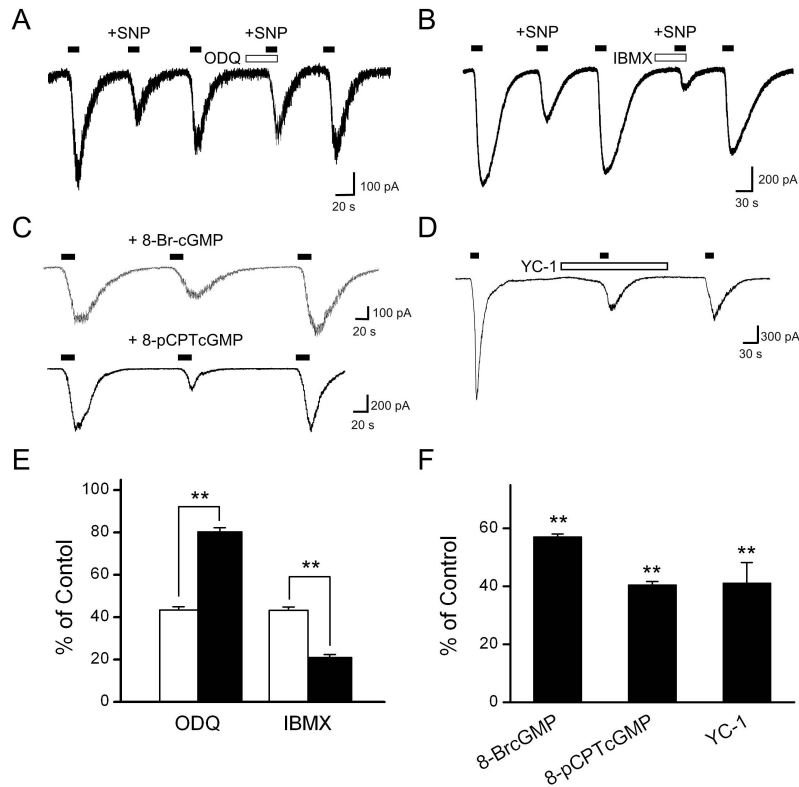 A
+SNP
+SNP
ODQ
100 pA
20 s
B
+SNP
+SNP
IBMX
200 pA
30 s
C
+ 8-Br-cGMP
100 pA
20 s
+ 8-pCPTcGMP
200 pA
20 s
D
YC-1
300 pA
30 s
E
% of Contol
100
80
60
40
20
0
**
**
ODQ
IBMX
F
% of Control
60
40
20
0
**
**
**
8-BrcGMP
8-pCPTcGMP
YC-1